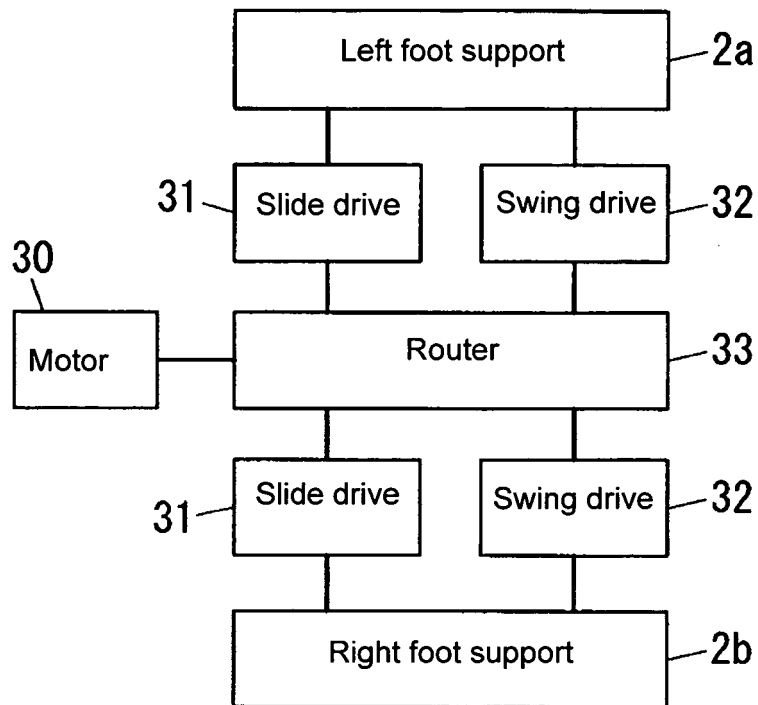 Left foot support
2a
31
Slide drive
Swing drive
32
30
Motor
Router
33
31
Slide drive
Swing drive
32
Right foot support
2b